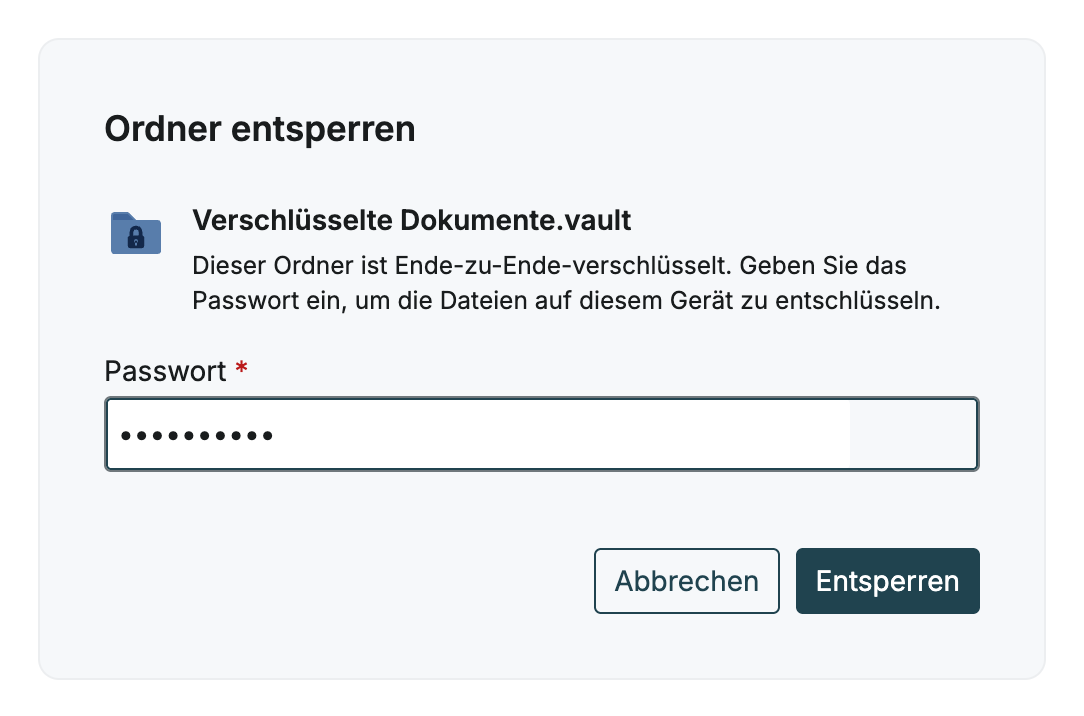 Ordner entsperren
Verschlüsselte Dokumente.vault
Dieser Ordner ist Ende-zu-Ende-verschlüsselt. Geben Sie das
Passwort ein, um die Dateien auf diesem Gerät zu entschlüsseln.
Passwort *
••••••••••
Abbrechen
Entsperren